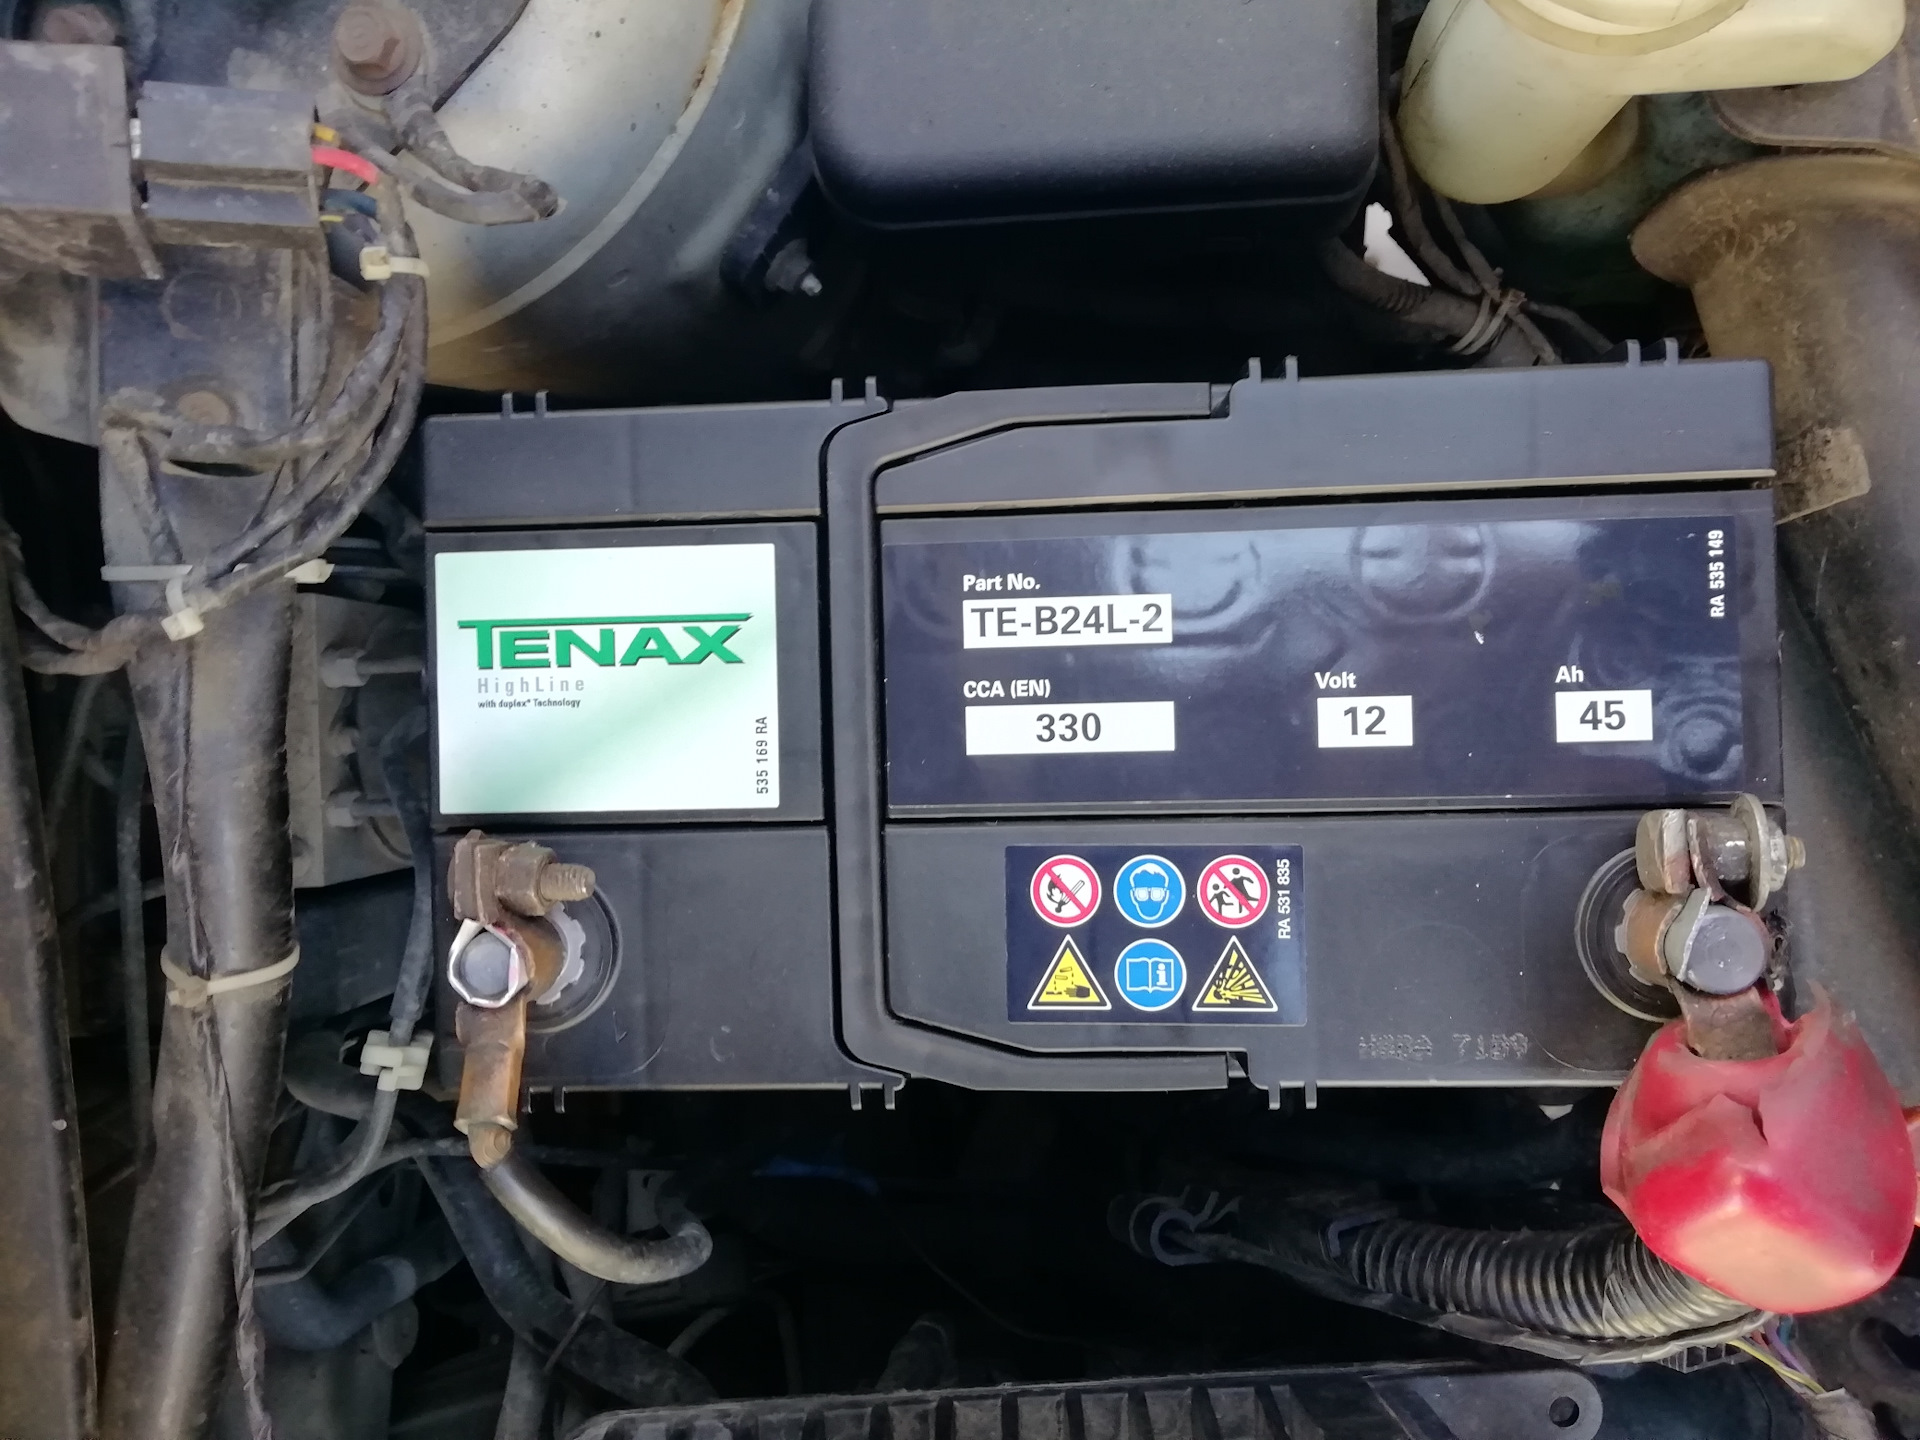 TENAX
HighLine
with duplex® Technology
535 169 RA
Part No.
TE-B24L-2
CCA (EN)
330
Volt
12
Ah
45
RA 535 149
RA 531 835